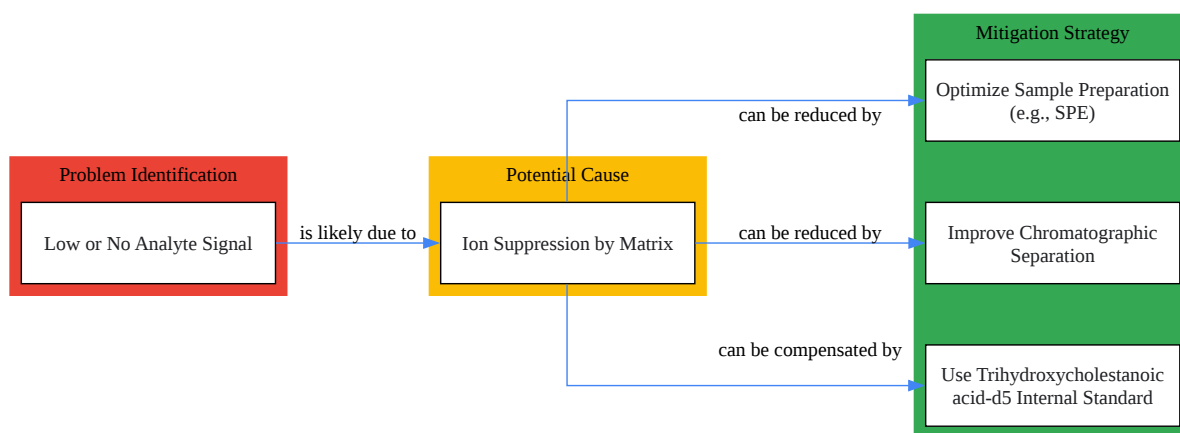 Mitigation Strategy
Optimize Sample Preparation
(e.g., SPE)
can be reduced by
Problem Identification
Potential Cause
Low or No Analyte Signal
is likely due to
Ion Suppression by Matrix
can be reduced by
Improve Chromatographic
Separation
can be compensated by
Use Trihydroxycholestanoic
acid-d5 Internal Standard